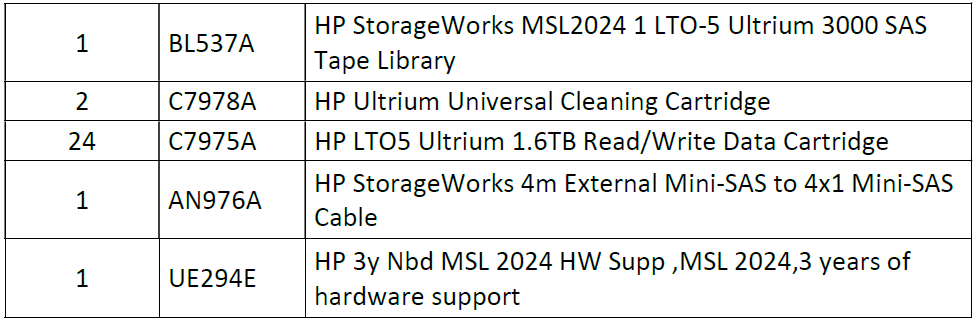 1 BL537A HP StorageWorks MSL2024 1 LTO-5 Ultrium 3000 SAS
Tape Library
2 C7978A HP Ultrium Universal Cleaning Cartridge
24 C7975A HP LTO5 Ultrium 1.6TB Read/Write Data Cartridge
1 AN976A HP StorageWorks 4m External Mini-SAS to 4x1 Mini-SAS
Cable
1 UE294E HP 3y Nbd MSL 2024 HW Supp ,MSL 2024,3 years of
hardware support